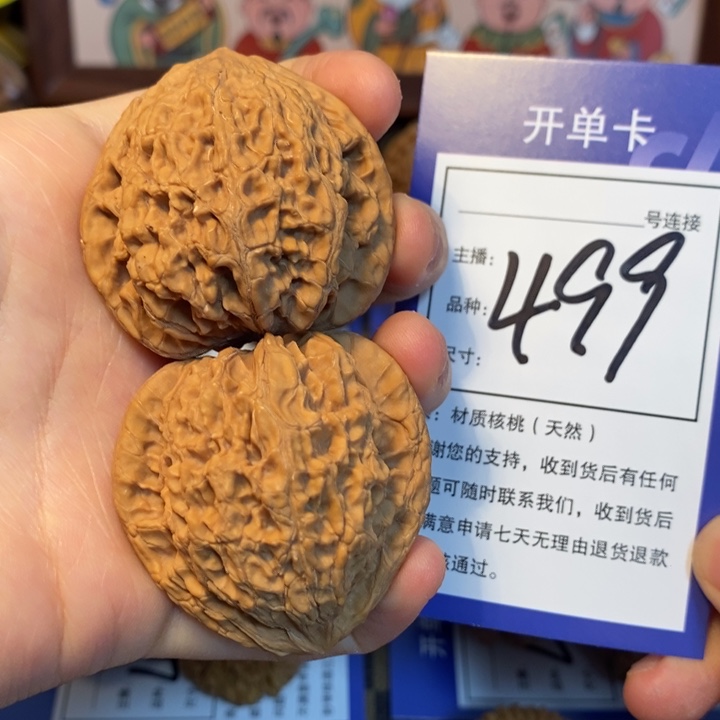 开单卡
号连接
主播:
品种:
499
尺寸:
: 材质核桃(天然)
谢您的支持,收到货后有任何
题可随时联系我们,收到货后
满意申请七天无理由退货退款
核通过。